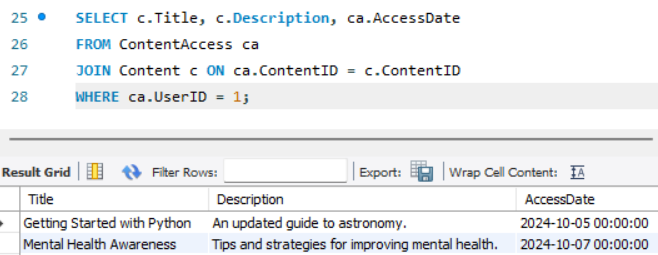 25 SELECT c.Title, c.Description, ca.AccessDate
26 FROM ContentAccess ca
27 JOIN Content c ON ca.ContentID = c.ContentID
28 WHERE ca.UserID = 1;
Result Grid Filter Rows: Export: Wrap Cell Content: IA
Title Description AccessDate
Getting Started with Python An updated guide to astronomy. 2024-10-05 00:00:00
Mental Health Awareness Tips and strategies for improving mental health. 2024-10-07 00:00:00